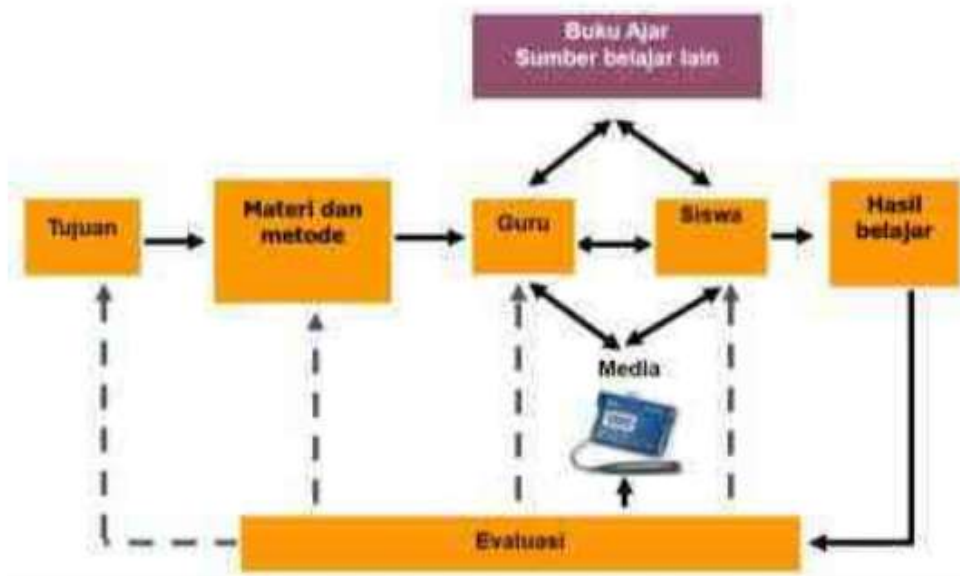 Buku Ajar
Sumber belajar lain
Tujuan
Materi dan
metode
Guru
Siswa
Hasil
belajar
Media
Evaluasi